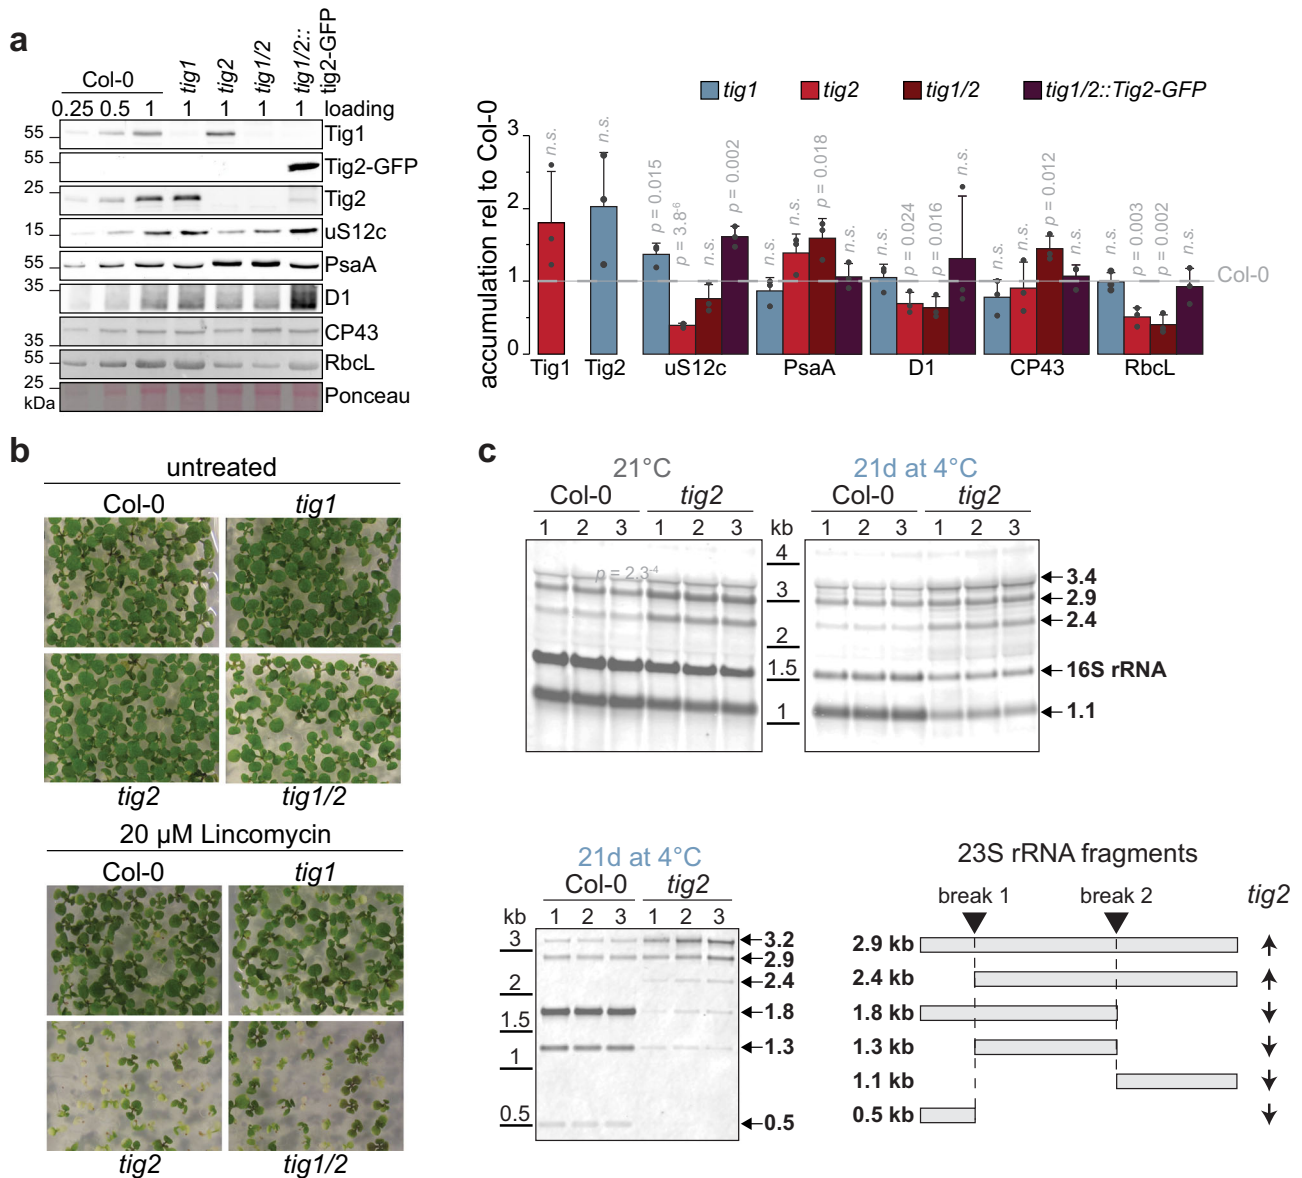 a
Col-0 tig1 tig2 tig1/2 tig1/2:: tig2-GFP
0.25 0.5 1 1 1 1 1 loading
55 Tig1
55 Tig2-GFP
25 Tig2
15 uS12c
55 PsaA
35 D1
35 CP43
55 RbcL
25 Ponceau
kDa
tig1 tig2 tig1/2 tig1/2::Tig2-GFP
accumulation rel to Col-0
3
2
1
0
n.s. n.s. p = 0.015 p = 3.8⁻⁶ n.s. p = 0.002 n.s. n.s. p = 0.018 n.s. n.s. p = 0.024 p = 0.016 n.s. n.s. n.s. p = 0.012 n.s. n.s. p = 0.003 p = 0.002 n.s.
Col-0
Tig1 Tig2 uS12c PsaA D1 CP43 RbcL
b
untreated
Col-0 tig1
tig2 tig1/2
20 µM Lincomycin
Col-0 tig1
tig2 tig1/2
c
21°C
Col-0 tig2
1 2 3 1 2 3 kb
p = 2.3⁻⁴
4
3
2
1.5
1
21d at 4°C
Col-0 tig2
1 2 3 1 2 3
3.4
2.9
2.4
16S rRNA
1.1
21d at 4°C
Col-0 tig2
kb 1 2 3 1 2 3
3
2
1.5
1
0.5
3.2
2.9
2.4
1.8
1.3
0.5
23S rRNA fragments
break 1 break 2 tig2
2.9 kb
2.4 kb
1.8 kb
1.3 kb
1.1 kb
0.5 kb